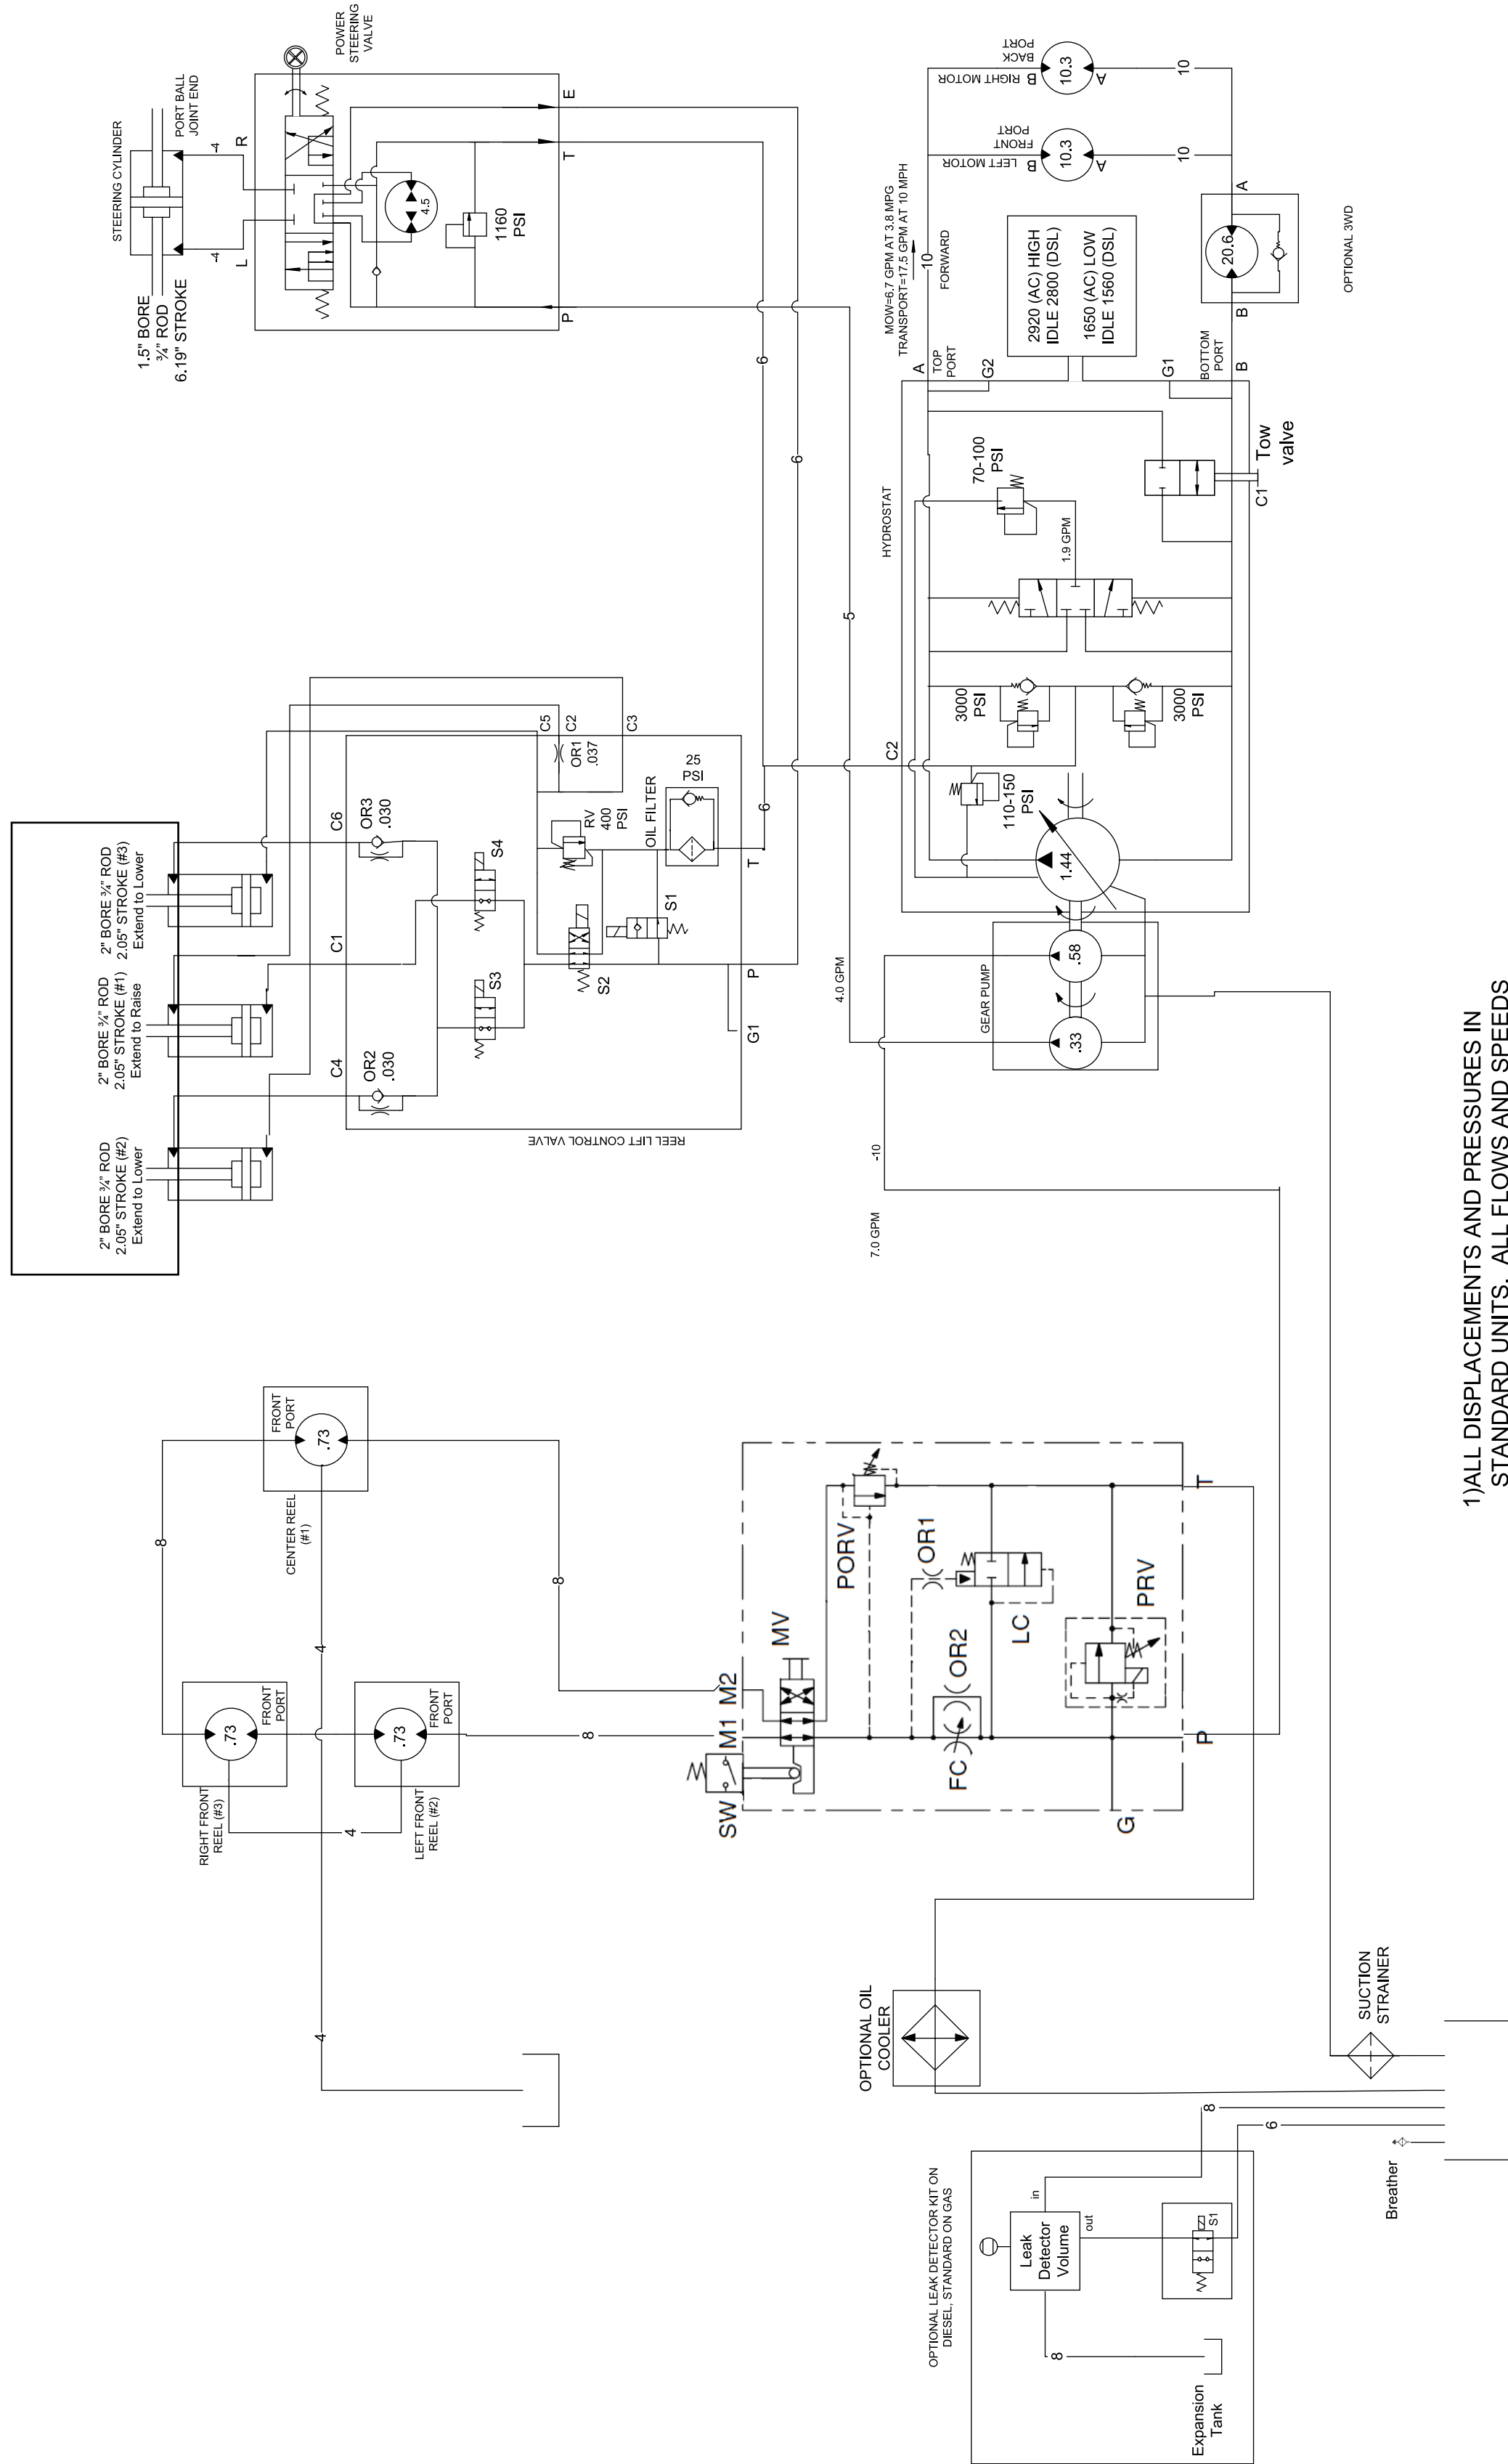 STEERING CYLINDER
PORT BALL
JOINT END
POWER
STEERING
VALVE
1.5" BORE
¾" ROD
6.19" STROKE
-4
-4
L
R
4.5
1160
PSI
P
T
E
6
6
5
2" BORE ¾" ROD
2.05" STROKE (#2)
Extend to Lower
2" BORE ¾" ROD
2.05" STROKE (#1)
Extend to Raise
2" BORE ¾" ROD
2.05" STROKE (#3)
Extend to Lower
C4
C1
C6
OR2
.030
OR3
.030
S3
S4
S2
S1
RV
400
PSI
OR1
.037
C5
C2
C3
OIL FILTER
25
PSI
G1
P
T
6
REEL LIFT CONTROL VALVE
RIGHT MOTOR
BACK
PORT
B
10.3
A
10
LEFT MOTOR
FRONT
PORT
B
10.3
A
10
MOW=6.7 GPM AT 3.8 MPG
TRANSPORT=17.5 GPM AT 10 MPH
10
FORWARD
2920 (AC) HIGH
IDLE 2800 (DSL)
1650 (AC) LOW
IDLE 1560 (DSL)
A
20.6
B
OPTIONAL 3WD
A
TOP
PORT
G2
G1
BOTTOM
PORT
B
HYDROSTAT
C2
70-100
PSI
1.9 GPM
3000
PSI
3000
PSI
110-150
PSI
1.44
C1
Tow
valve
GEAR PUMP
.58
.33
4.0 GPM
-10
7.0 GPM
FRONT
PORT
.73
CENTER REEL
(#1)
8
FRONT
PORT
.73
RIGHT FRONT
REEL (#3)
FRONT
PORT
.73
LEFT FRONT
REEL (#2)
4
4
4
8
8
SW
M1
M2
MV
PORV
OR1
FC
OR2
LC
PRV
G
P
T
OPTIONAL OIL
COOLER
SUCTION
STRAINER
Breather
8
6
OPTIONAL LEAK DETECTOR KIT ON
DIESEL, STANDARD ON GAS
in
Leak
Detector
Volume
out
S1
8
Expansion
Tank
1)ALL DISPLACEMENTS AND PRESSURES IN
STANDARD UNITS. ALL FLOWS AND SPEEDS